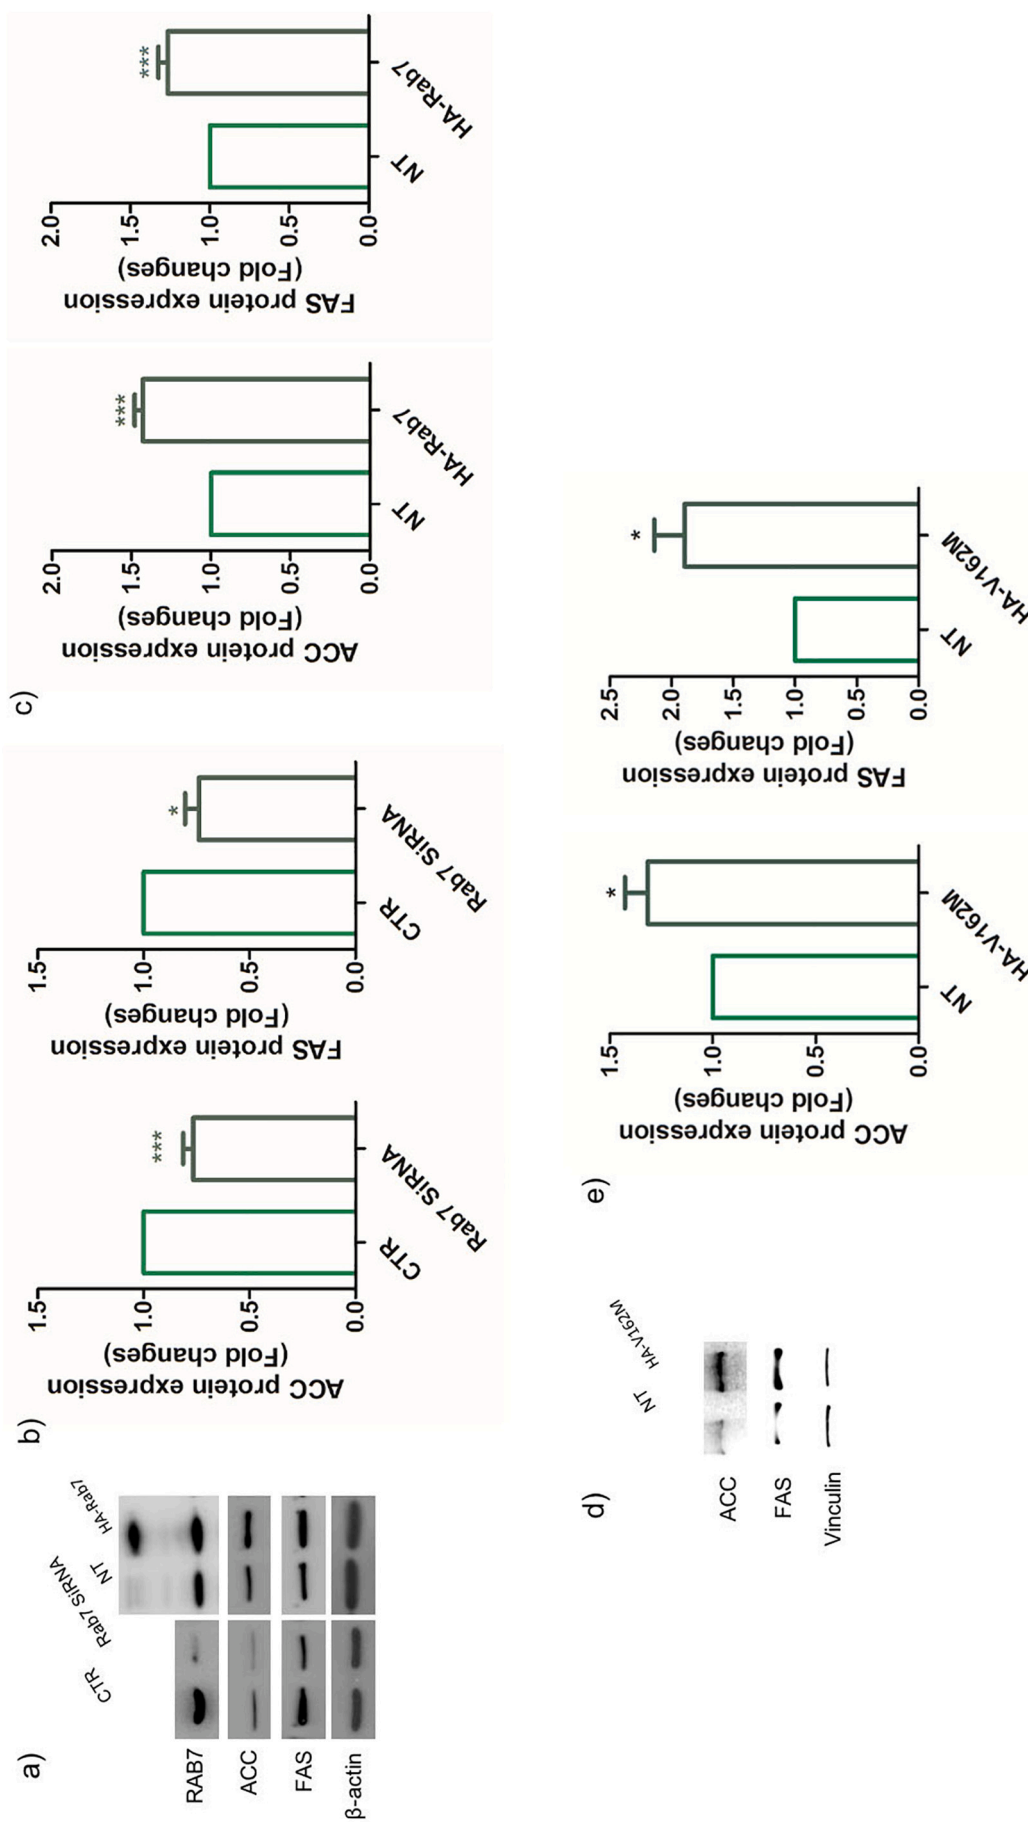 a)
CTR
Rab7 SiRNA
NT
HA-Rab7
RAB7
ACC
FAS
β-actin
b)
ACC protein expression
(Fold changes)
1.5
1.0
0.5
0.0
***
CTR
Rab7 SiRNA
FAS protein expression
(Fold changes)
1.5
1.0
0.5
0.0
*
CTR
Rab7 SiRNA
c)
ACC protein expression
(Fold changes)
2.0
1.5
1.0
0.5
0.0
***
NT
HA-Rab7
FAS protein expression
(Fold changes)
2.0
1.5
1.0
0.5
0.0
***
NT
HA-Rab7
d)
NT
HA-V162M
ACC
FAS
Vinculin
e)
ACC protein expression
(Fold changes)
1.5
1.0
0.5
0.0
*
NT
HA-V162M
FAS protein expression
(Fold changes)
2.5
2.0
1.5
1.0
0.5
0.0
*
NT
HA-V162M